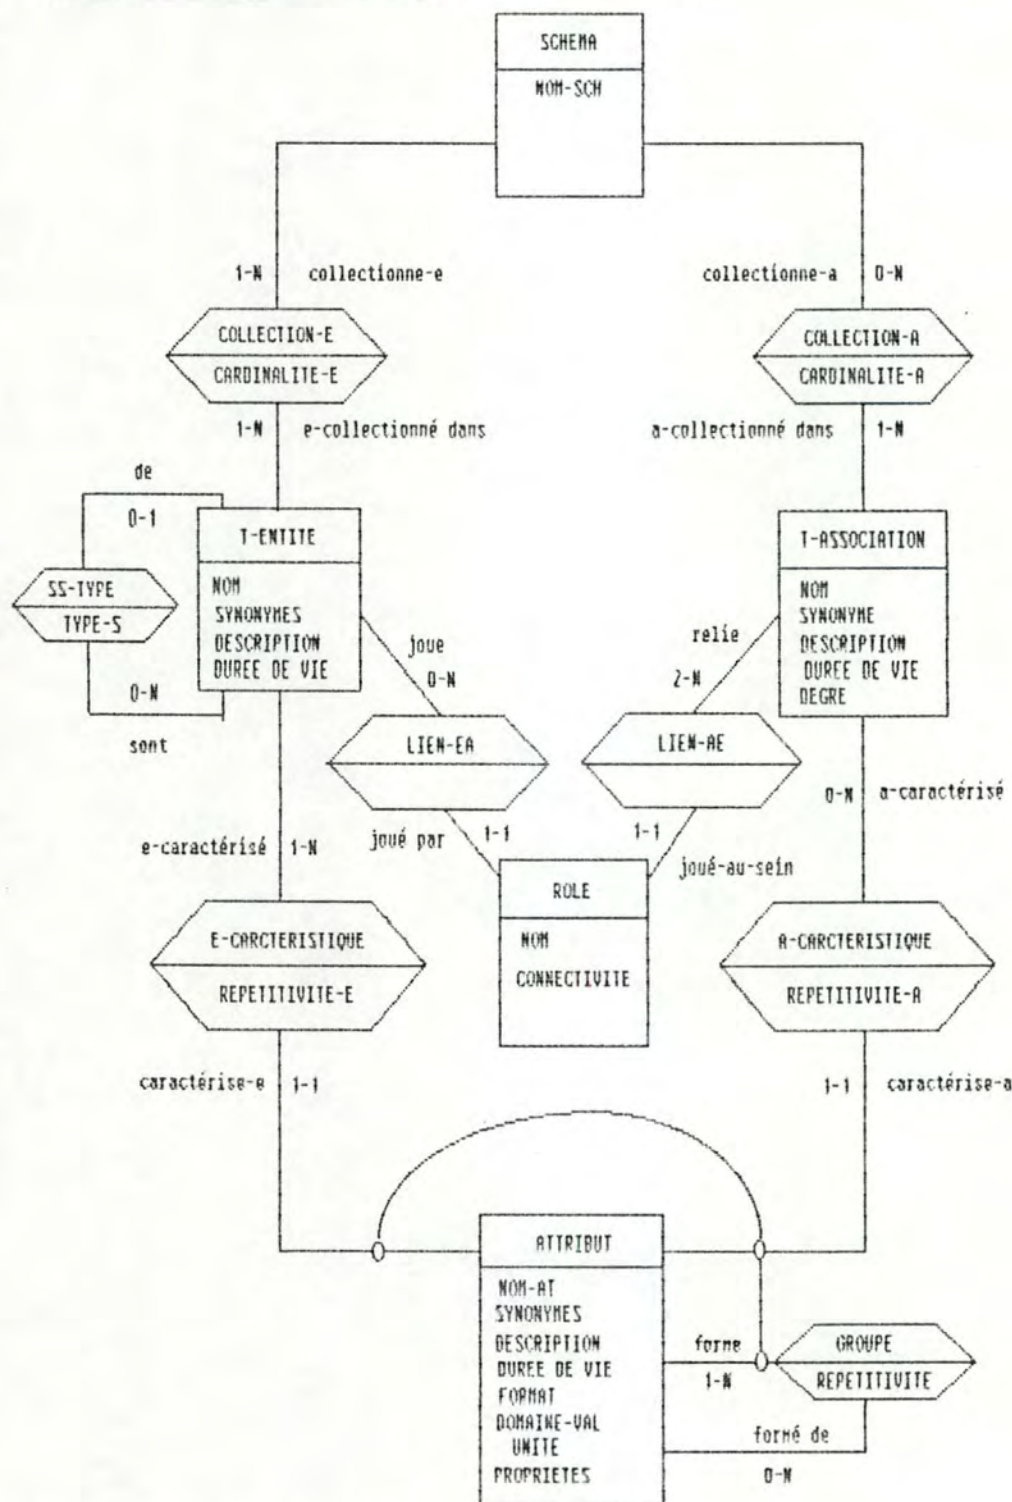 SCHEMA
NOM-SCH
1-N collectionne-e
collectionne-a 0-N
COLLECTION-E
CARDINALITE-E
COLLECTION-A
CARDINALITE-A
1-N e-collectionné dans
a-collectionné dans 1-N
de
0-1
SS-TYPE
TYPE-S
0-N
sont
T-ENTITE
NOM
SYNONYMES
DESCRIPTION
DUREE DE VIE
T-ASSOCIATION
NOM
SYNONYME
DESCRIPTION
DUREE DE VIE
DEGRE
joue
0-N
relie
2-N
LIEN-EA
LIEN-AE
0-N a-caractérisé
joué par 1-1
1-1 joué-au-sein
e-caractérisé 1-N
ROLE
NOM
CONNECTIVITE
E-CARCTERISTIQUE
REPETITIVITE-E
A-CARCTERISTIQUE
REPETITIVITE-A
caractérise-e 1-1
1-1 caractérise-a
ATTRIBUT
NOM-AT
SYNONYMES
DESCRIPTION
DUREE DE VIE
FORMAT
DOMAINE-VAL
UNITE
PROPRIETES
forme
1-N
GROUPE
REPETITIVITE
formé de
0-N